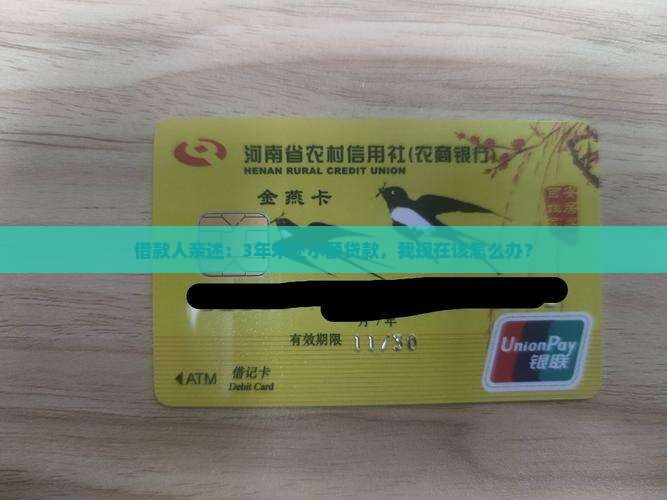 河南省农村信用社(农商银行)
HENAN RURAL CREDIT UNION
金燕卡
借款人亲述：3年未还小额贷款，我现在该怎么办？
月/年
有效期限 11/30
UnionPay
银联
ATM 借记卡
Debit Card